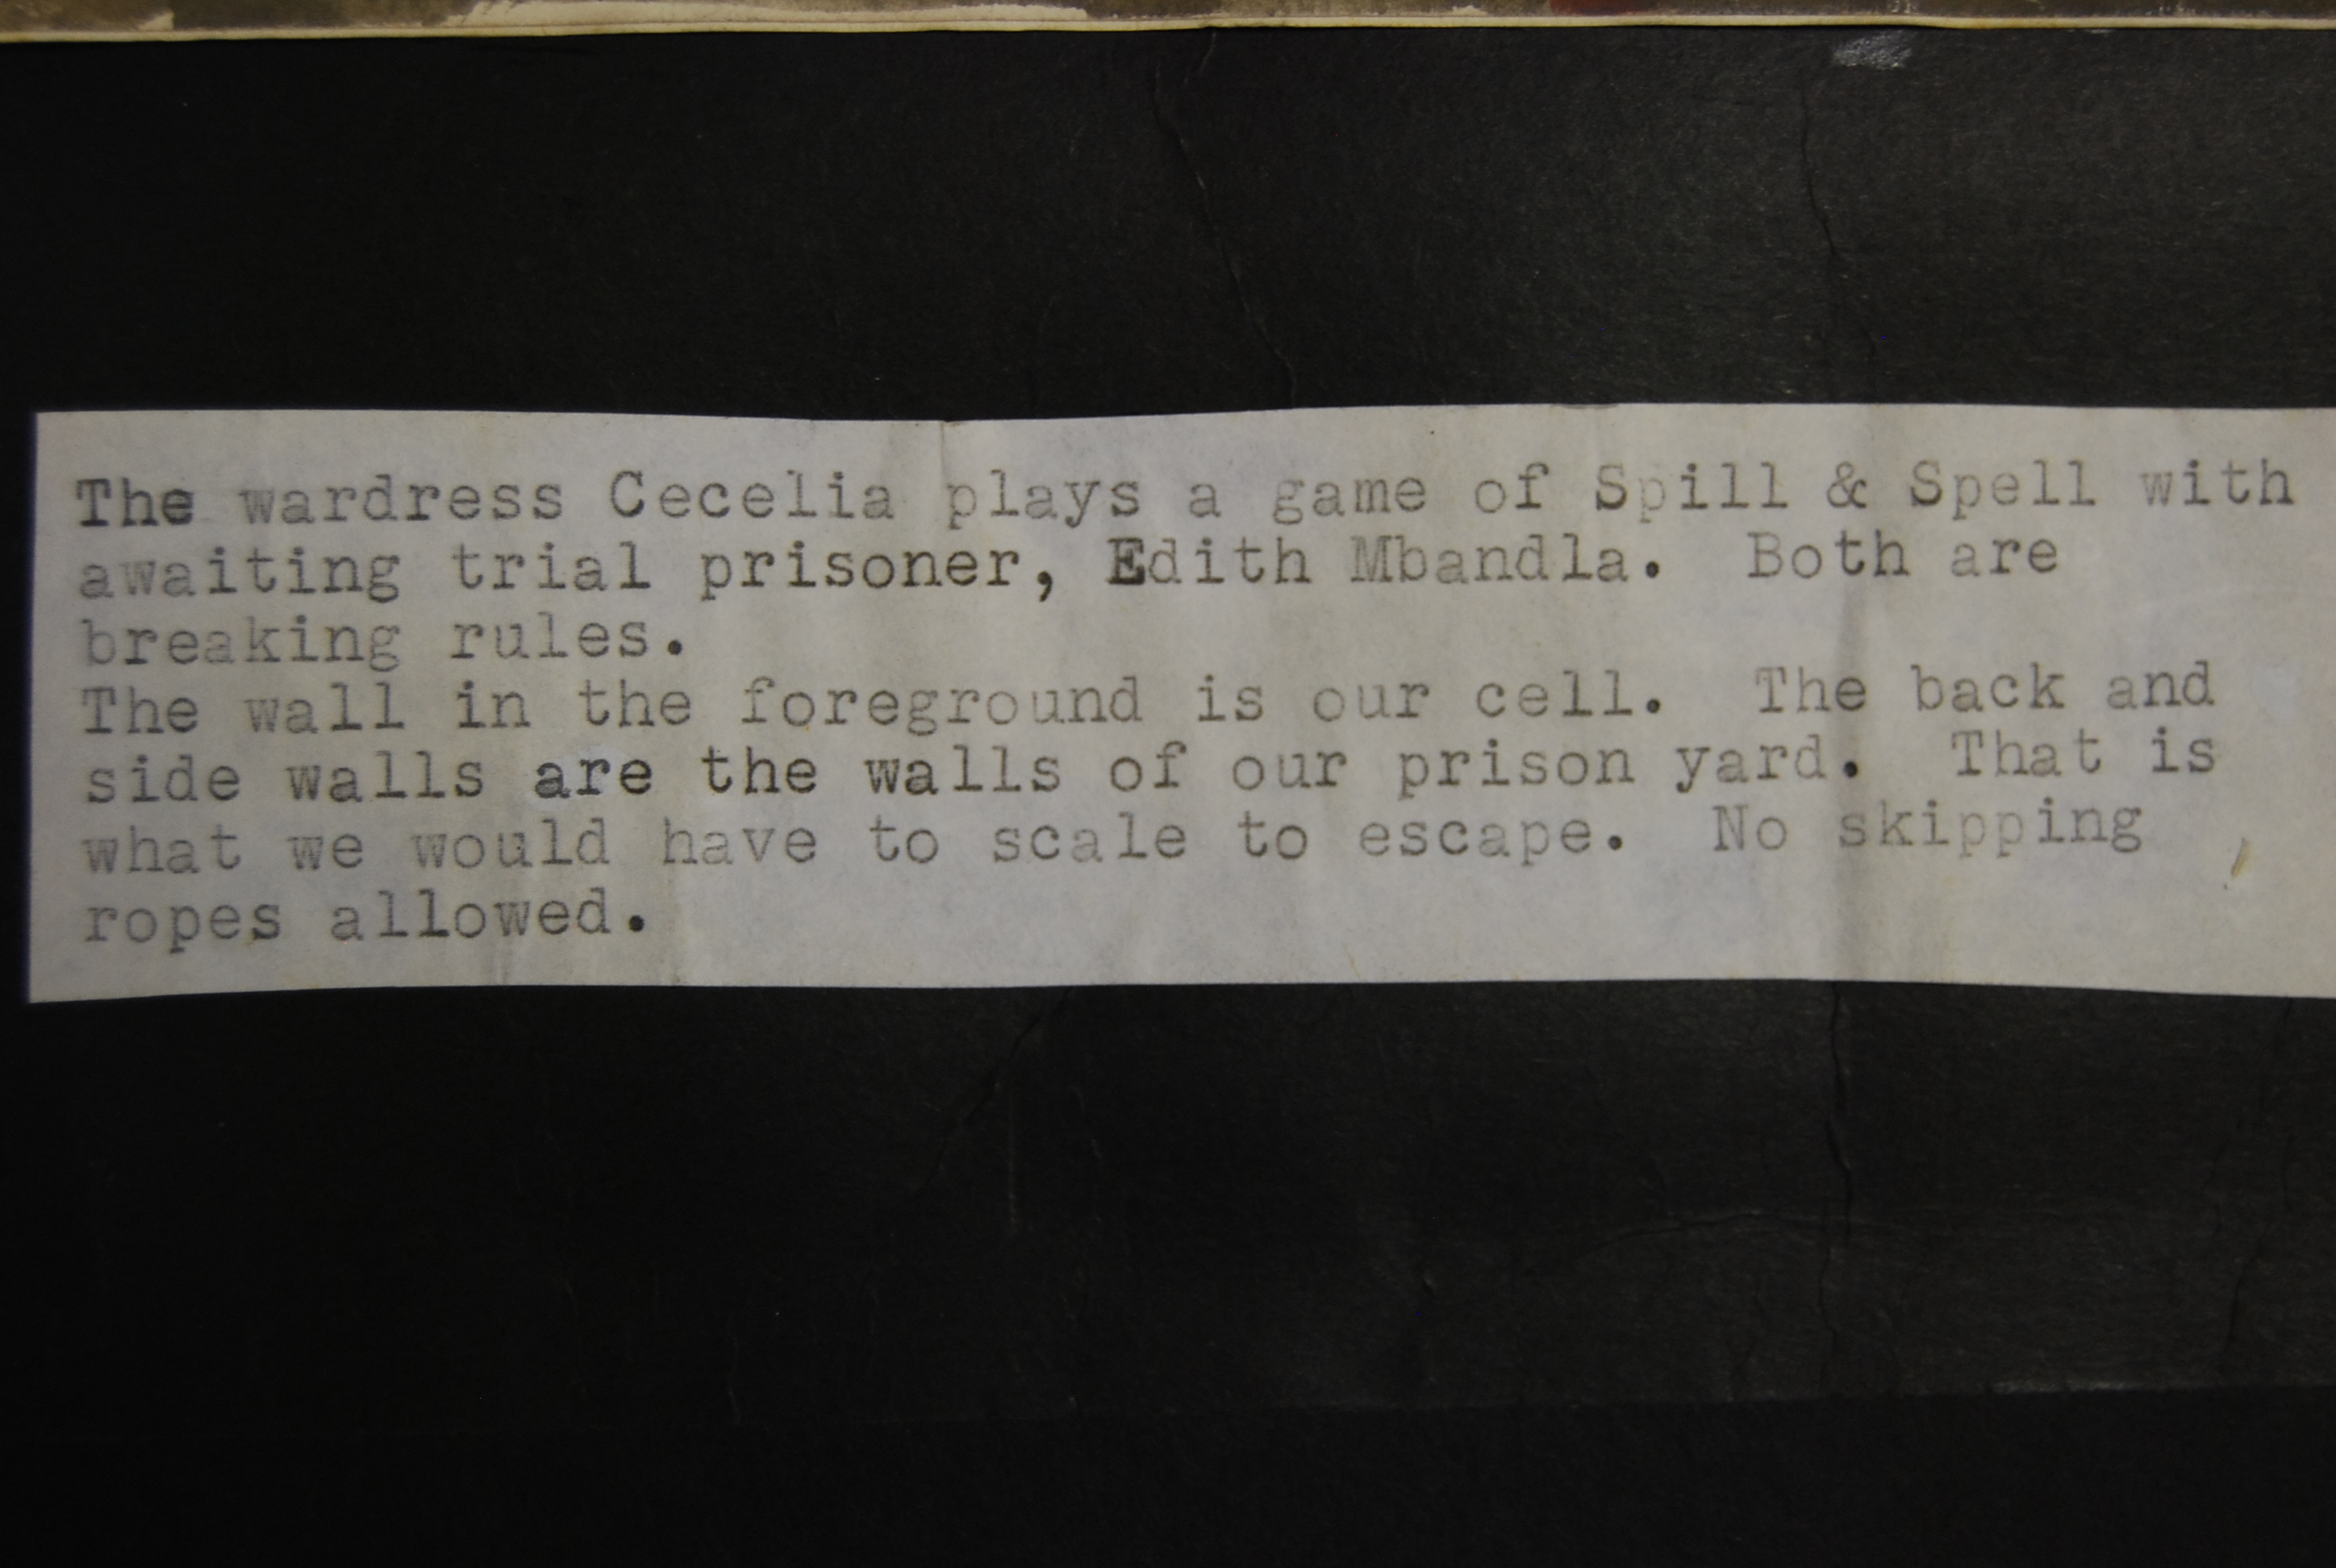 The wardress Cecelia plays a game of Spill & Spell with
awaiting trial prisoner, Edith Mbandla. Both are
breaking rules.
The wall in the foreground is our cell. The back and
side walls are the walls of our prison yard. That is
what we would have to scale to escape. No skipping
ropes allowed.